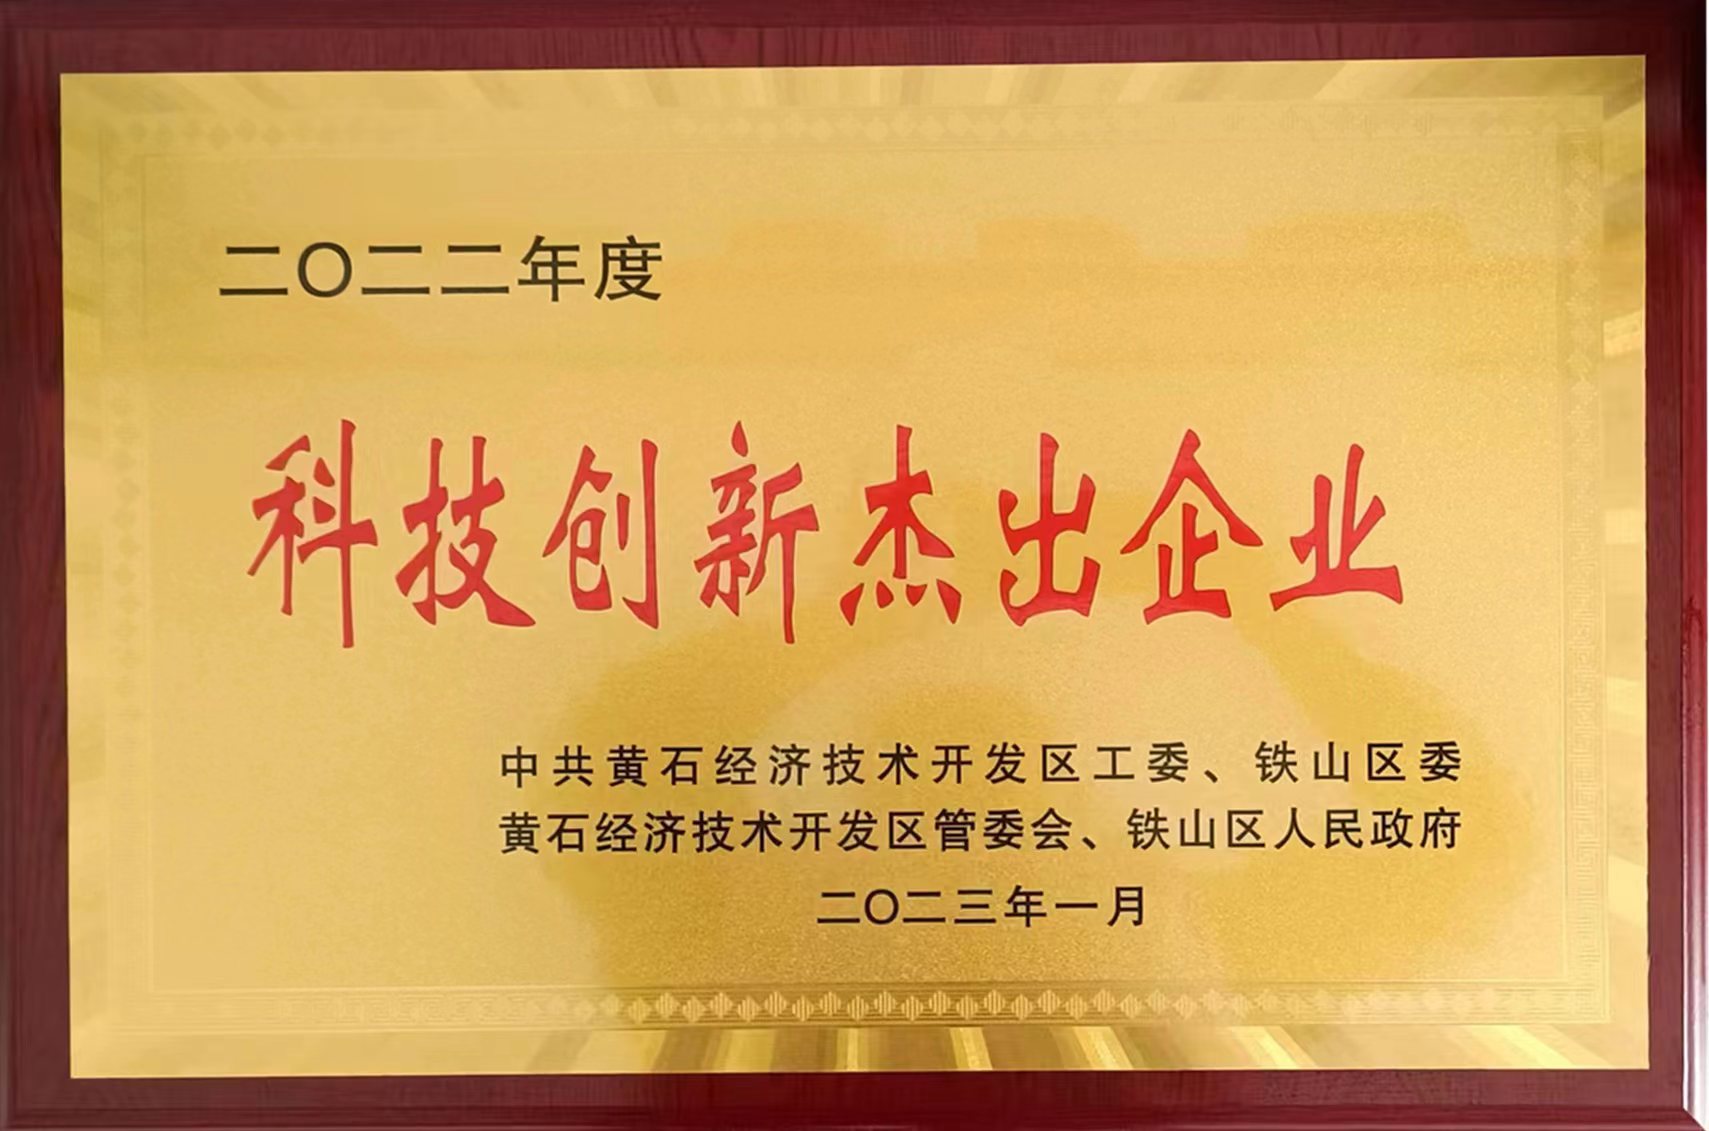 二〇二二年度
科技创新杰出企业
中共黄石经济技术开发区工委、铁山区委
黄石经济技术开发区管委会、铁山区人民政府
二〇二三年一月